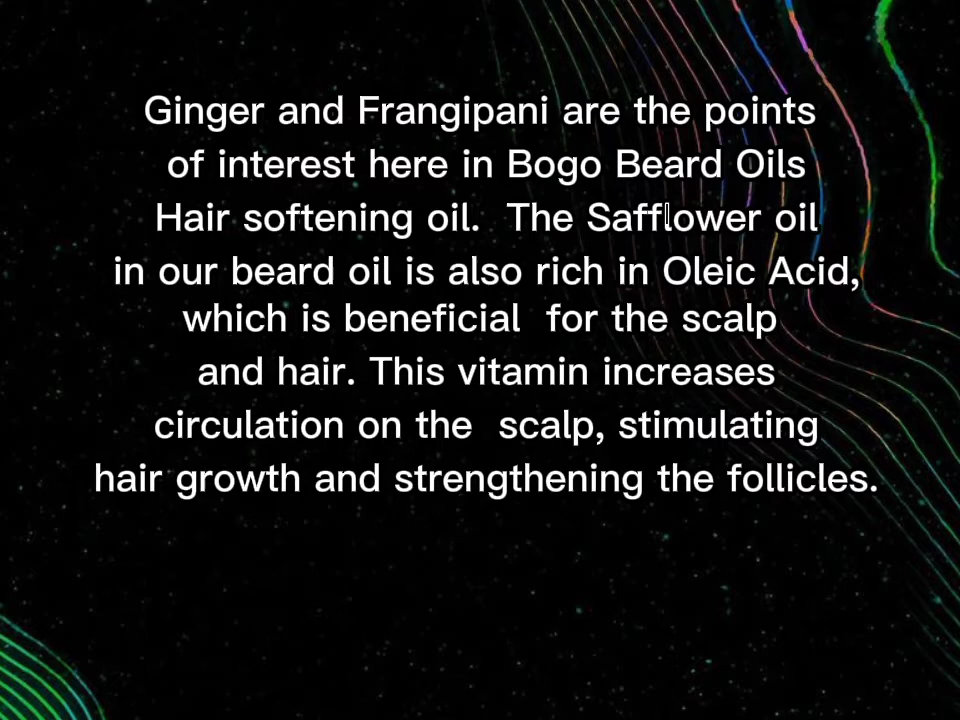 Ginger and Frangipani are the points
of interest here in Bogo Beard Oils
Hair softening oil.  The Safflower oil
in our beard oil is also rich in Oleic Acid,
which is beneficial  for the scalp
and hair. This vitamin increases
circulation on the  scalp, stimulating
hair growth and strengthening the follicles.